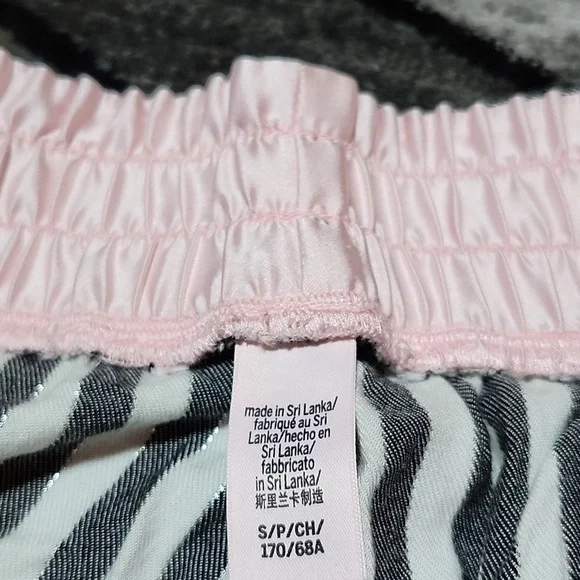 made in Sri Lanka/
fabriqué au Sri
Lanka/hecho en
Sri Lanka/
fabbricato
in Sri Lanka/
斯里兰卡制造
S/P/CH/
170/68A